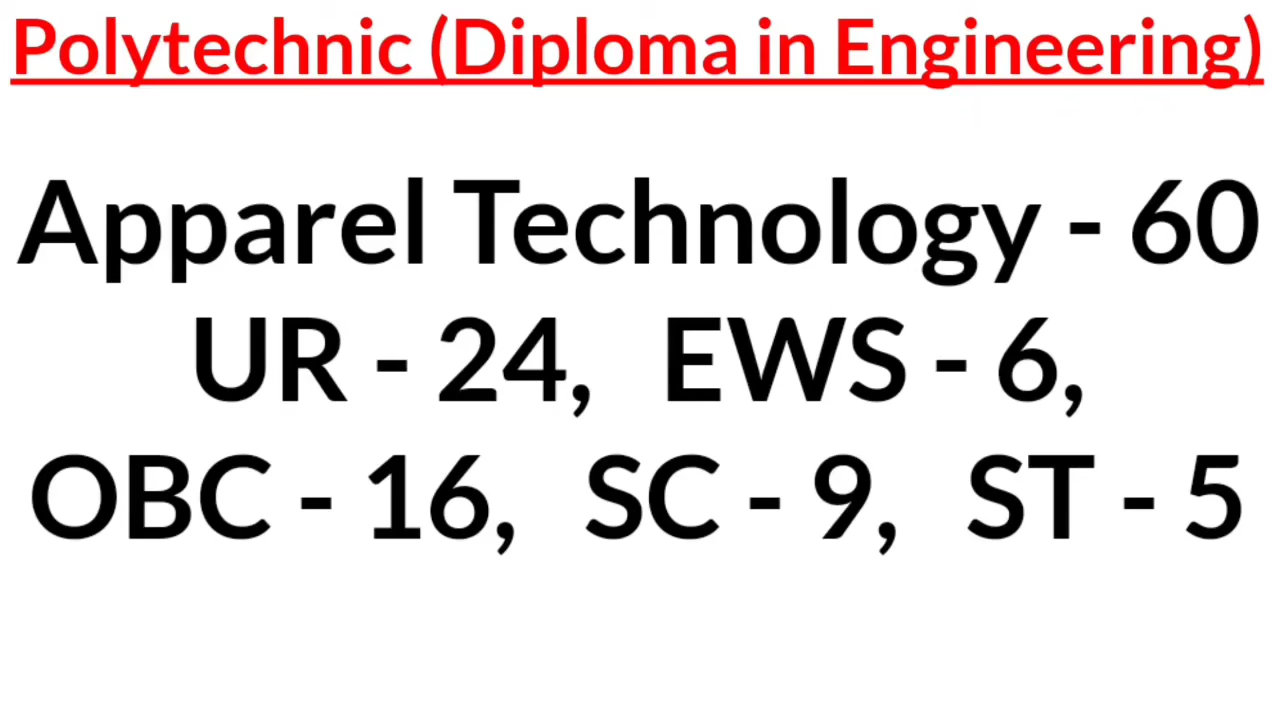 Polytechnic (Diploma in Engineering)
Apparel Technology - 60
UR - 24, EWS - 6,
OBC - 16, SC - 9, ST - 5